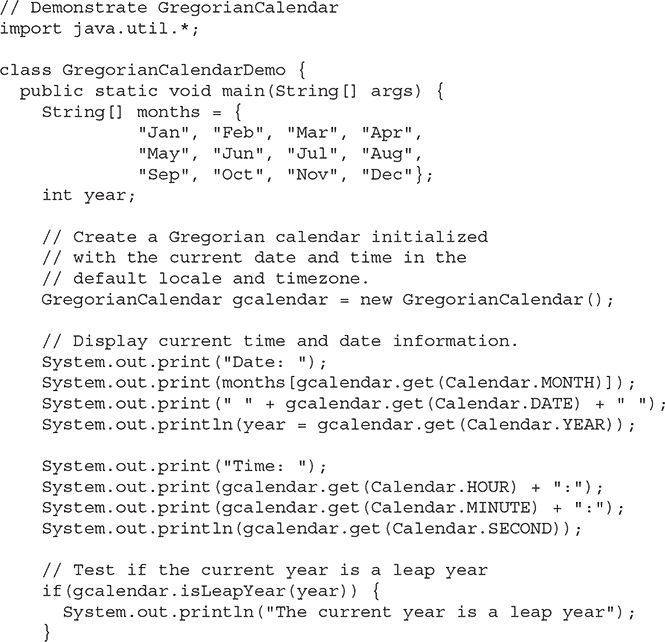 // Demonstrate GregorianCalendar
import java.util.*;

class GregorianCalendarDemo {
  public static void main(String[] args) {
    String[] months = {
             "Jan", "Feb", "Mar", "Apr",
             "May", "Jun", "Jul", "Aug",
             "Sep", "Oct", "Nov", "Dec"};
    int year;

    // Create a Gregorian calendar initialized
    // with the current date and time in the
    // default locale and timezone.
    GregorianCalendar gcalendar = new GregorianCalendar();

    // Display current time and date information.
    System.out.print("Date: ");
    System.out.print(months[gcalendar.get(Calendar.MONTH)]);
    System.out.print(" " + gcalendar.get(Calendar.DATE) + " ");
    System.out.println(year = gcalendar.get(Calendar.YEAR));

    System.out.print("Time: ");
    System.out.print(gcalendar.get(Calendar.HOUR) + ":");
    System.out.print(gcalendar.get(Calendar.MINUTE) + ":");
    System.out.println(gcalendar.get(Calendar.SECOND));

    // Test if the current year is a leap year
    if(gcalendar.isLeapYear(year)) {
      System.out.println("The current year is a leap year");
    }